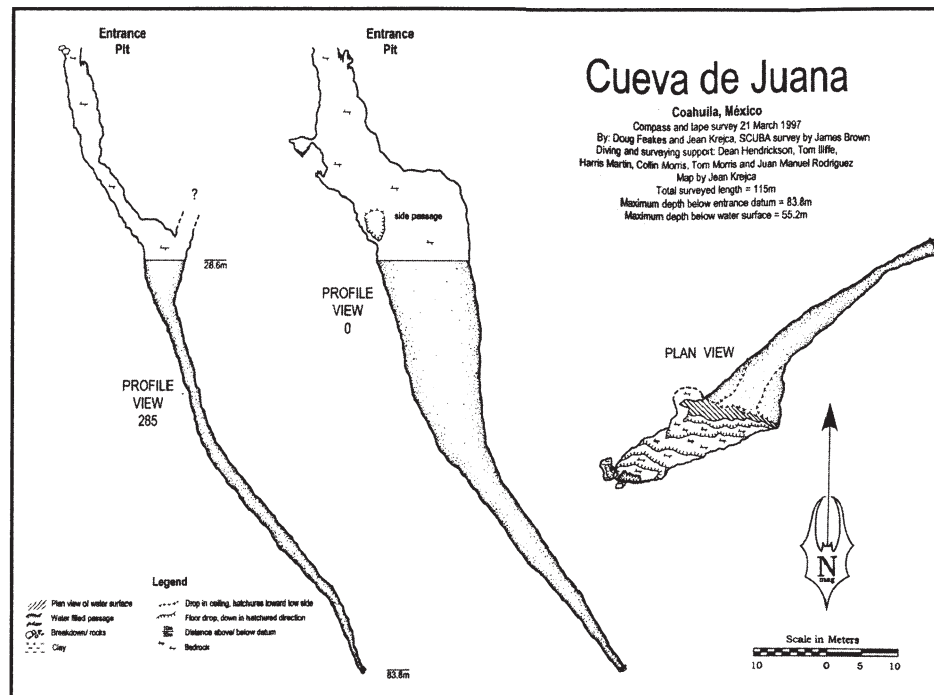 Entrance
Pit
Entrance
Pit
Cueva de Juana
Coahuila, México
Compass and tape survey 21 March 1997
By: Doug Feakes and Jean Krejca, SCUBA survey by James Brown
Diving and surveying support: Dean Hendrickson, Tom Iliffe,
Harris Martin, Collin Morris, Tom Morris and Juan Manuel Rodriguez
Map by Jean Krejca
Total surveyed length = 115m
Maximum depth below entrance datum = 83.8m
Maximum depth below water surface = 55.2m
?
side passage
28.6m
PROFILE
VIEW
0
PLAN VIEW
PROFILE
VIEW
285
N
mag
Legend
Plan view of water surface
Water filled passage
Breakdown/ rocks
Clay
Drop in ceiling, hatchures toward low side
Floor drop, down in hatchured direction
Distance above/ below datum
Bedrock
83.8m
Scale in Meters
10 0 5 10